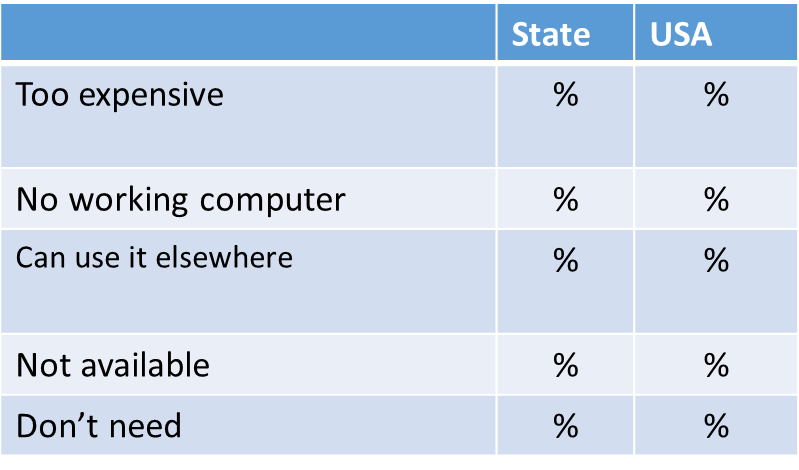 State USA
Too expensive % %
No working computer % %
Can use it elsewhere % %
Not available % %
Don’t need % %